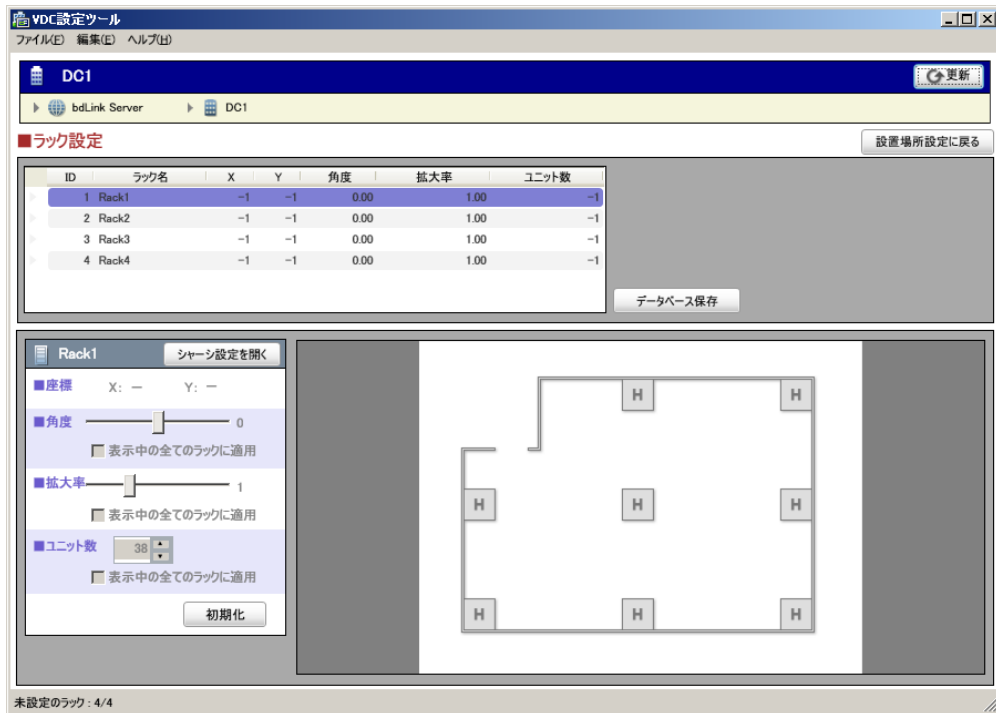 VDC設定ツール
ファイル(F) 編集(E) ヘルプ(H)
DC1 更新
bdLink Server DC1
■ラック設定 設置場所設定に戻る
ID ラック名 X Y 角度 拡大率 ユニット数
1 Rack1 -1 -1 0.00 1.00 -1
2 Rack2 -1 -1 0.00 1.00 -1
3 Rack3 -1 -1 0.00 1.00 -1
4 Rack4 -1 -1 0.00 1.00 -1
データベース保存
Rack1 シャーシ設定を開く
■座標 X: － Y: －
■角度 0
表示中の全てのラックに適用
■拡大率 1
表示中の全てのラックに適用
■ユニット数 38
表示中の全てのラックに適用
初期化
H H
H H H
H H H
未設定のラック : 4/4